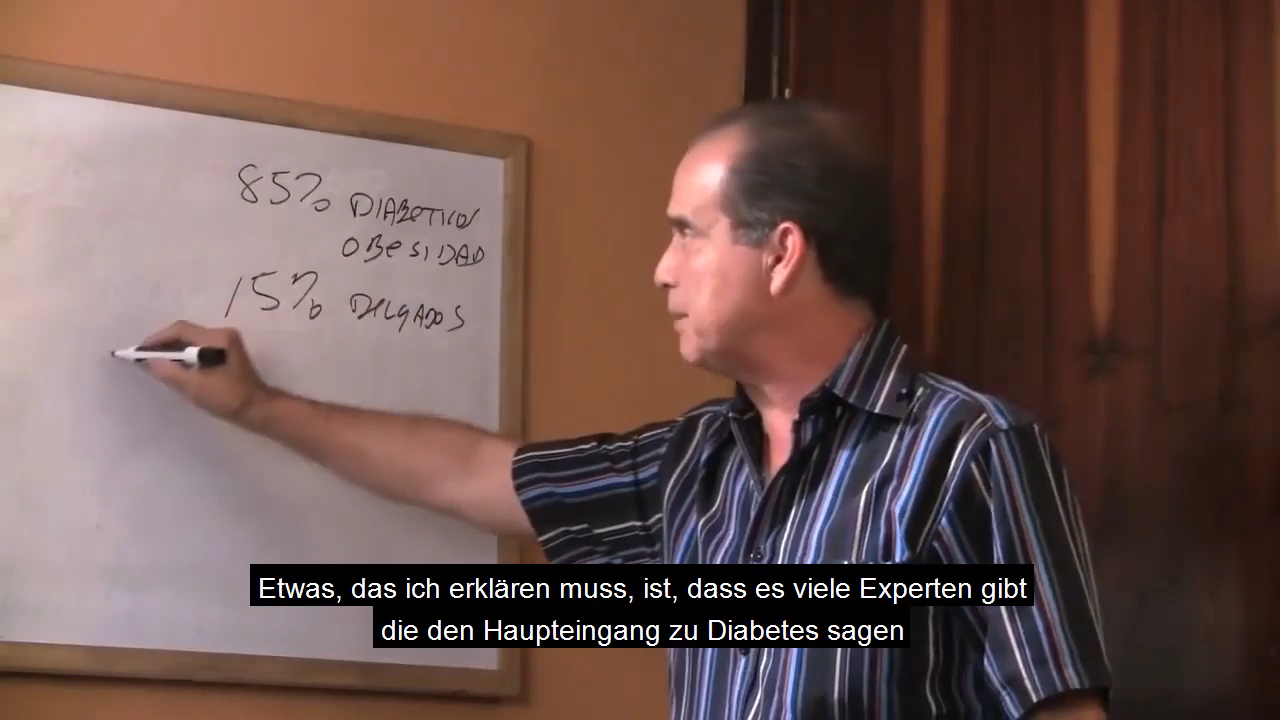 85% DIABETICOS
OBESIDAD
15% DELGADOS
Etwas, das ich erklären muss, ist, dass es viele Experten gibt
die den Haupteingang zu Diabetes sagen